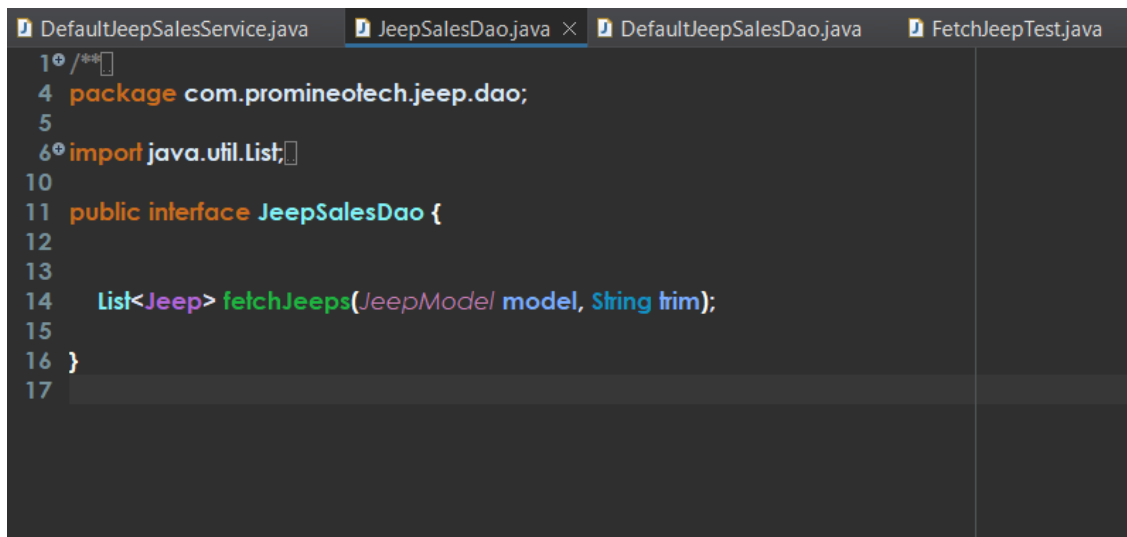 DefaultJeepSalesService.java JeepSalesDao.java × DefaultJeepSalesDao.java FetchJeepTest.java
1 /**
4 package com.promineotech.jeep.dao;
5
6 import java.util.List;
10
11 public interface JeepSalesDao {
12
13
14 List<Jeep> fetchJeeps(JeepModel model, String trim);
15
16 }
17